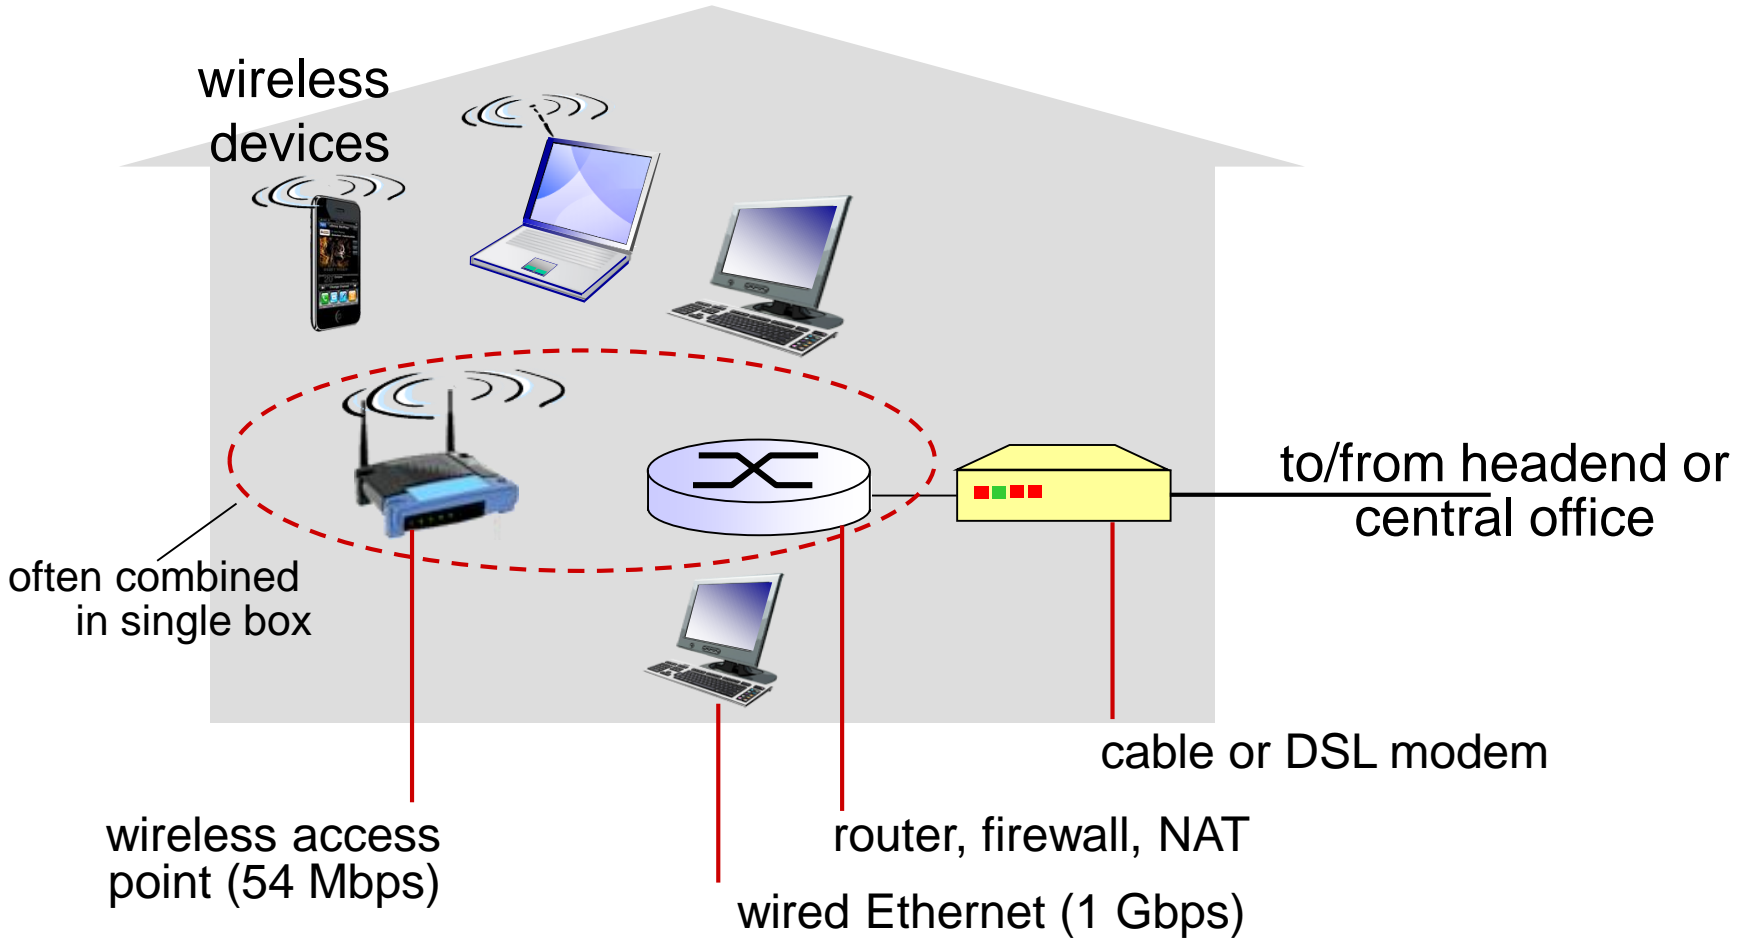 wireless
devices
to/from headend or
central office
often combined
in single box
cable or DSL modem
router, firewall, NAT
wireless access
point (54 Mbps)
wired Ethernet (1 Gbps)